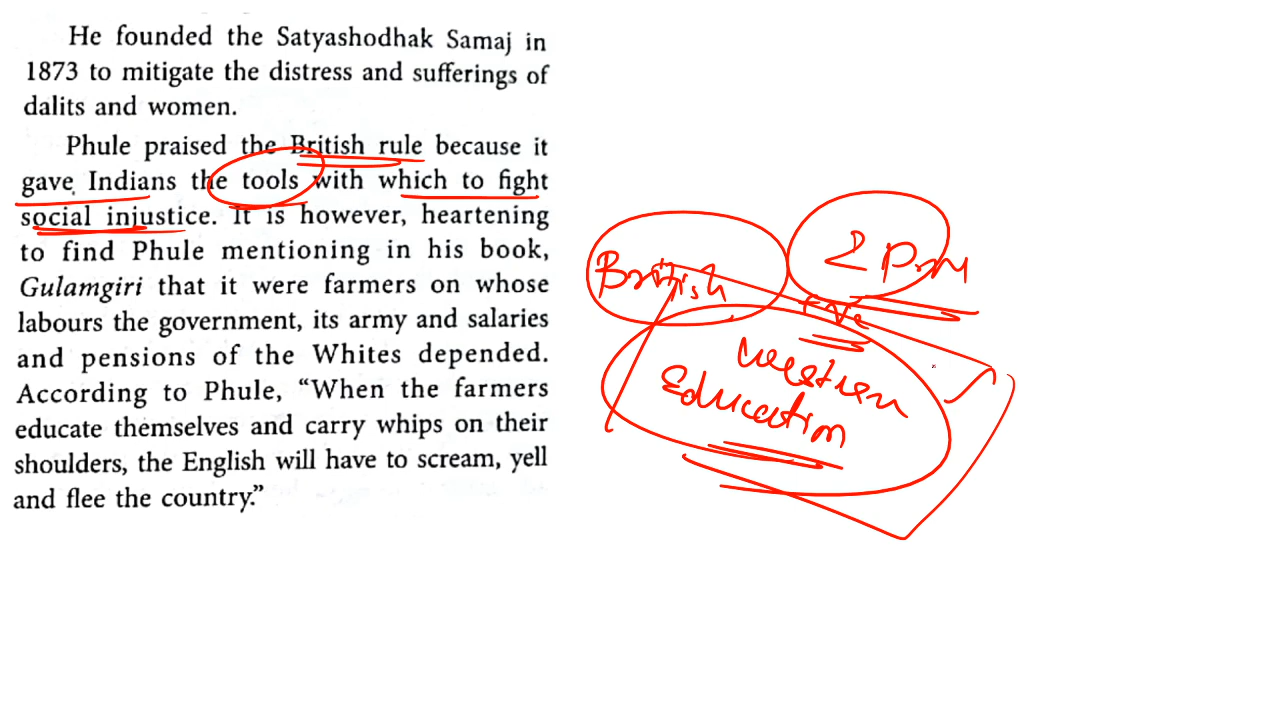 He founded the Satyashodhak Samaj in
1873 to mitigate the distress and sufferings of
dalits and women.
Phule praised the British rule because it
gave Indians the tools with which to fight
social injustice. It is however, heartening
to find Phule mentioning in his book,
Gulamgiri that it were farmers on whose
labours the government, its army and salaries
and pensions of the Whites depended.
According to Phule, “When the farmers
educate themselves and carry whips on their
shoulders, the English will have to scream, yell
and flee the country.”
British
2
+Ve
Western
Education